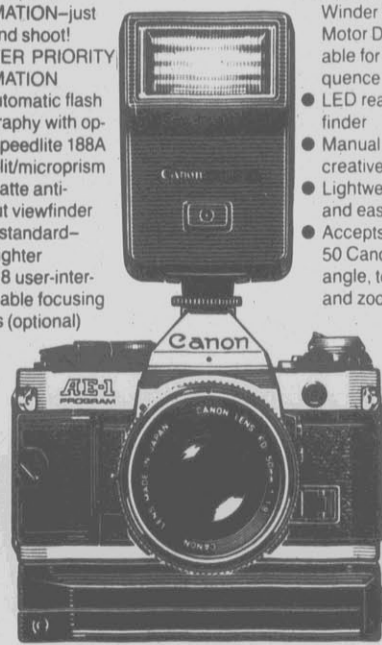 MATION–just
nd shoot!
ER PRIORITY
MATION
utomatic flash
raphy with op-
peedlite 188A
lit/microprism
atte anti-
ut viewfinder
standard–
ghter
8 user-inter-
able focusing
s (optional)
Winder
Motor D
able for
quence
● LED rea
finder
● Manual
creative
● Lightwe
and eas
● Accepts
50 Cano
angle, te
and zoo
Canon
Canon
AE-1
PROGRAM
CANON LENS FD 50mm
LENS MADE IN JAPAN
CANON